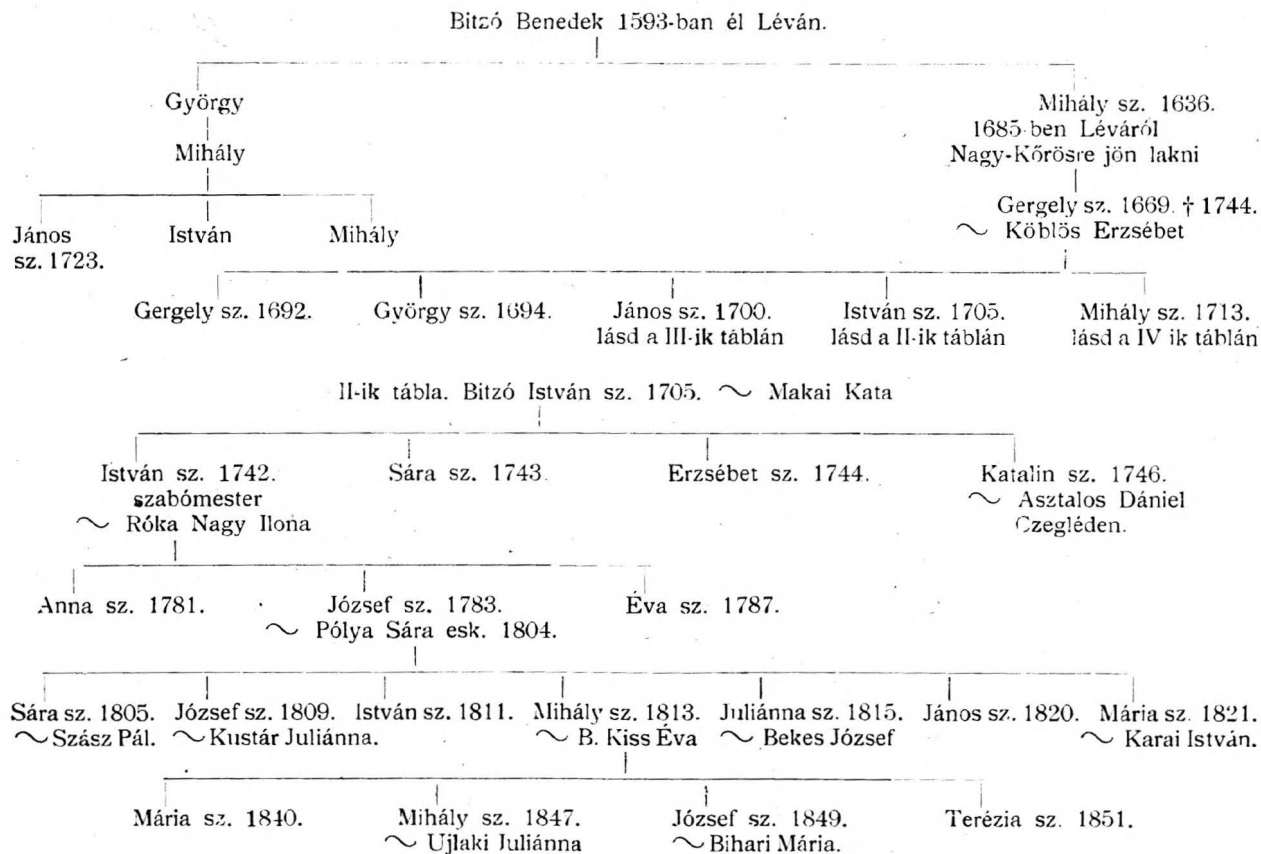 Bitzó Benedek 1593-ban él Léván.
György
Mihály sz. 1636.
1685-ben Léváról
Nagy-Kőrösre jön lakni
Mihály
Gergely sz. 1669. † 1744.
~ Köblös Erzsébet
János
sz. 1723.
István
Mihály
Gergely sz. 1692.
György sz. 1694.
János sz. 1700.
lásd a III-ik táblán
István sz. 1705.
lásd a II-ik táblán
Mihály sz. 1713.
lásd a IV ik táblán
II-ik tábla. Bitzó István sz. 1705. ~ Makai Kata
István sz. 1742.
szabómester
~ Róka Nagy Ilona
Sára sz. 1743.
Erzsébet sz. 1744.
Katalin sz. 1746.
~ Asztalos Dániel
Czegléden.
Anna sz. 1781.
József sz. 1783.
~ Pólya Sára esk. 1804.
Éva sz. 1787.
Sára sz. 1805.
~ Szász Pál.
József sz. 1809.
~ Kustár Juliánna.
István sz. 1811.
Mihály sz. 1813.
~ B. Kiss Éva
Juliánna sz. 1815.
~ Bekes József
János sz. 1820.
Mária sz. 1821.
~ Karai István.
Mária sz. 1840.
Mihály sz. 1847.
~ Ujlaki Juliánna
József sz. 1849.
~ Bihari Mária.
Terézia sz. 1851.